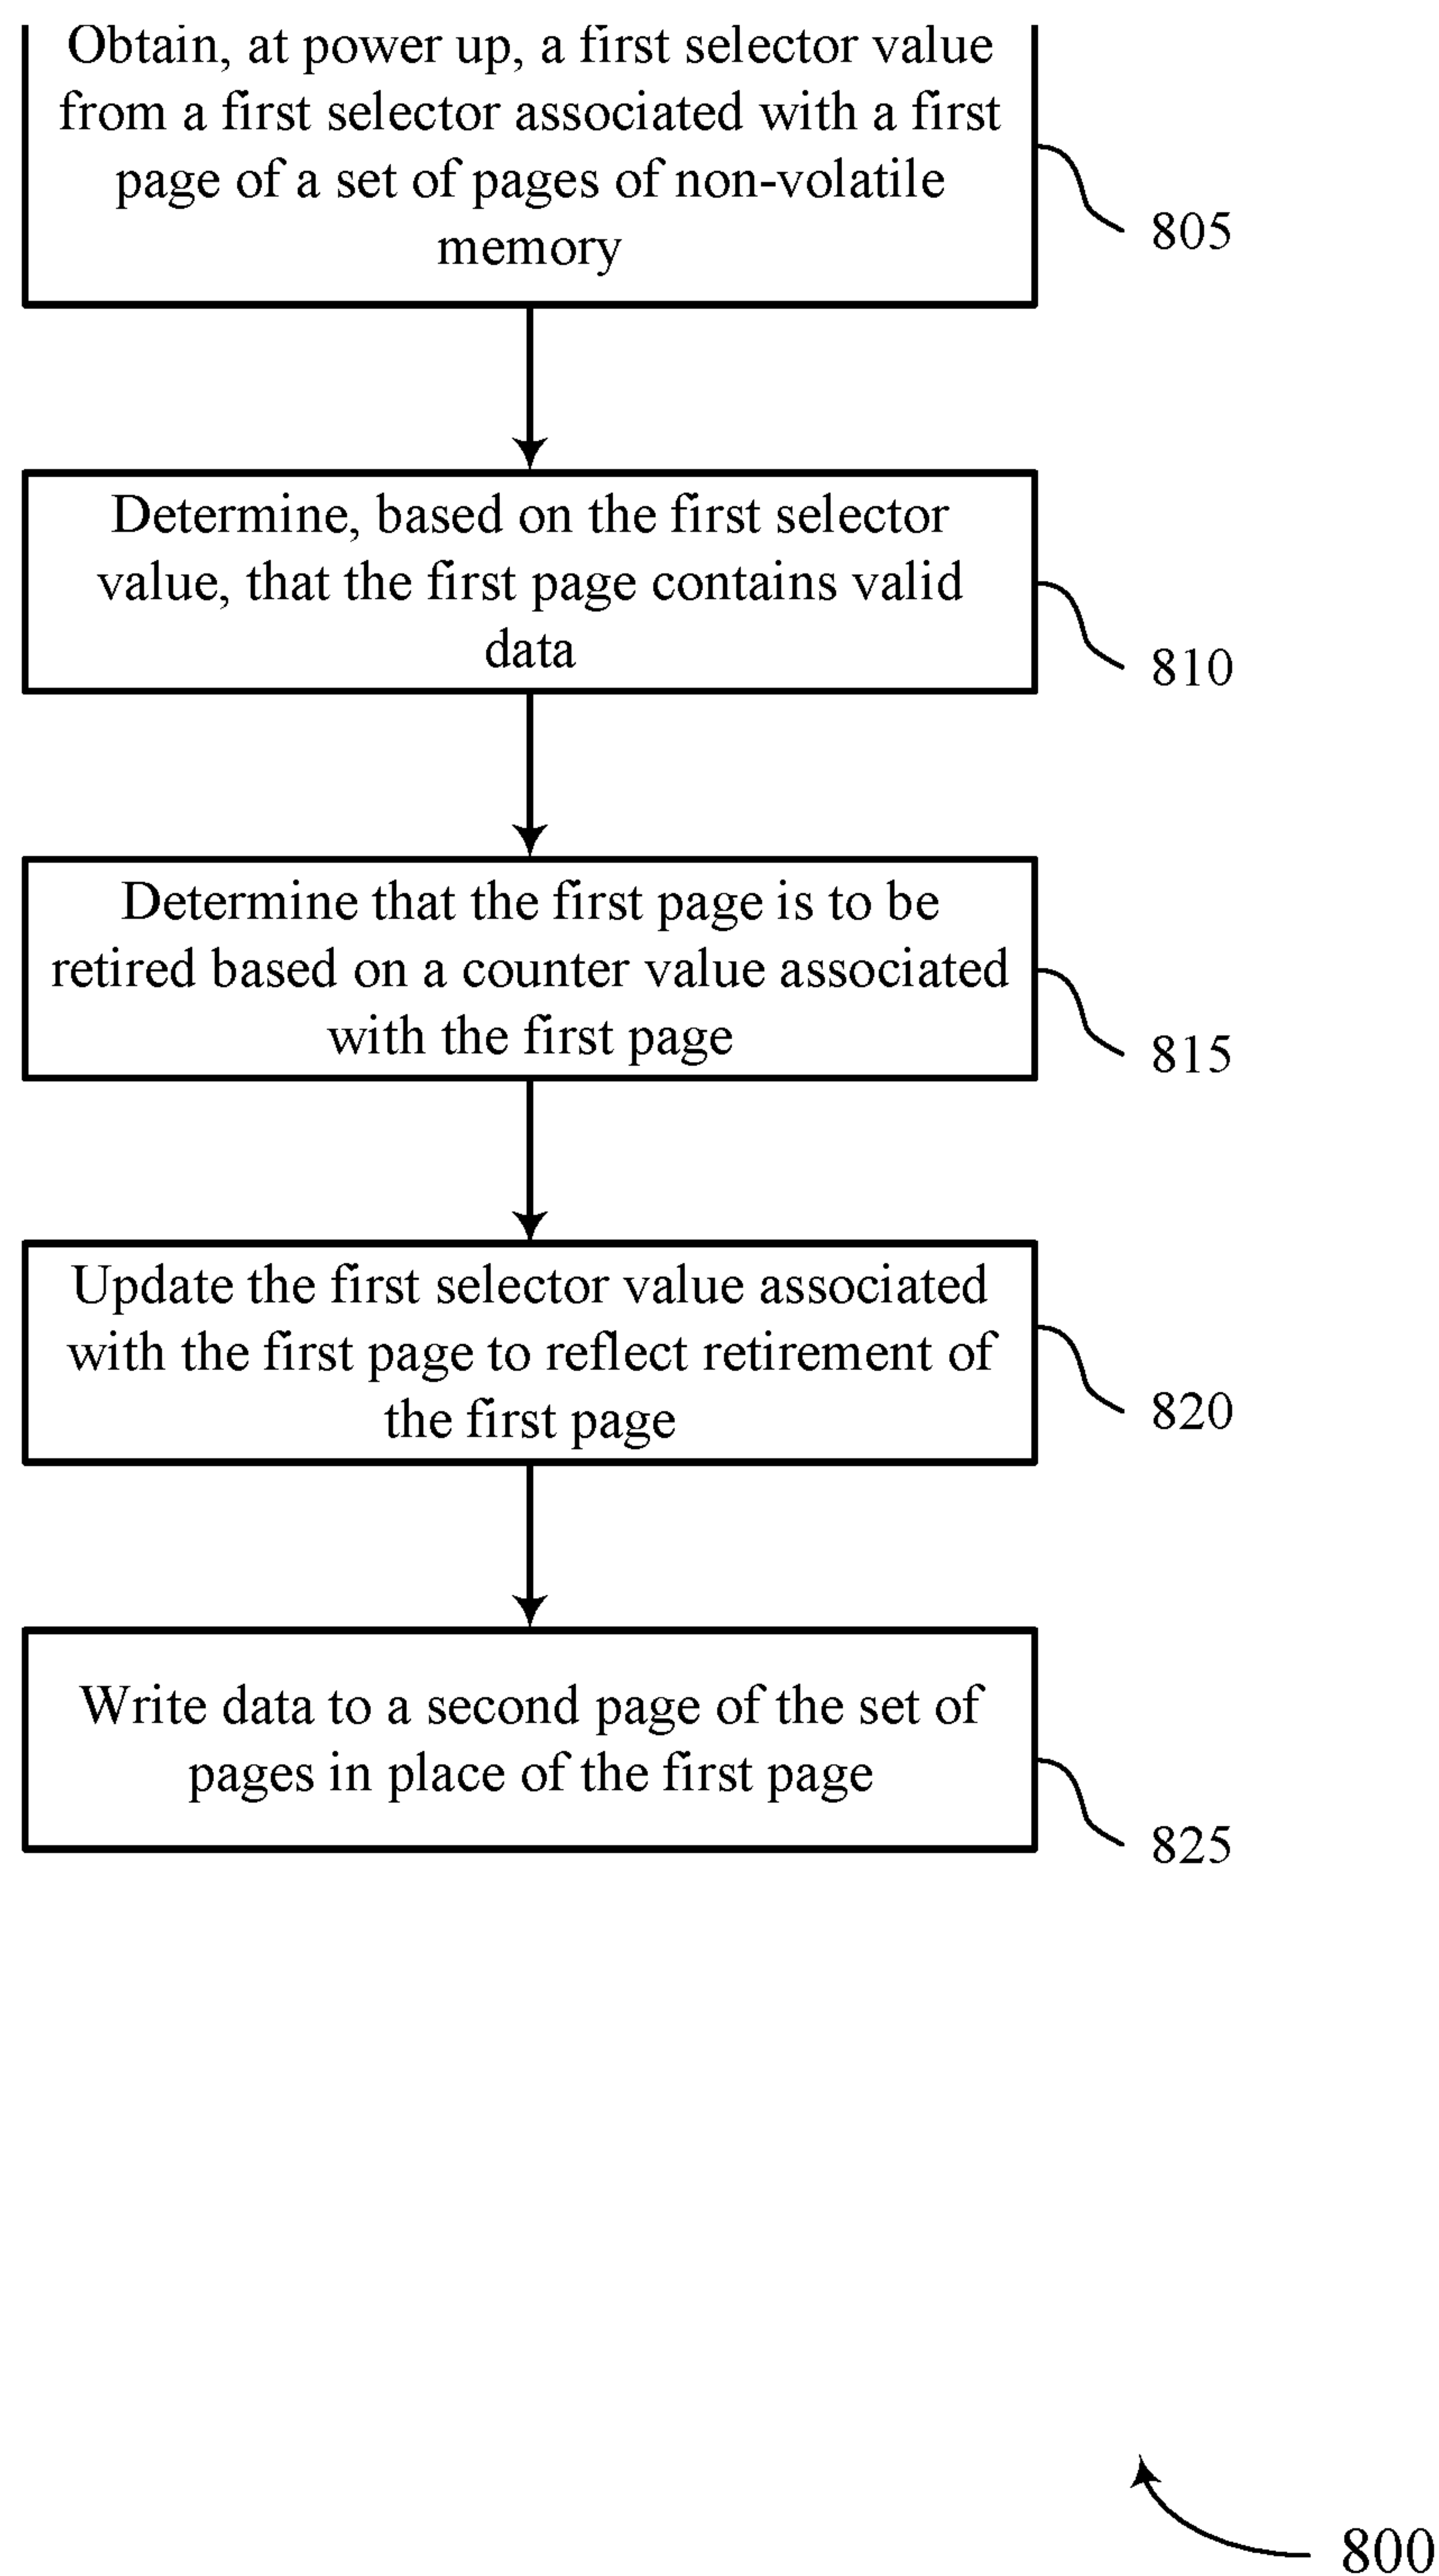 Obtain, at power up, a first selector value
from a first selector associated with a first
page of a set of pages of non-volatile
memory
805
Determine, based on the first selector
value, that the first page contains valid
data
810
Determine that the first page is to be
retired based on a counter value associated
with the first page
815
Update the first selector value associated
with the first page to reflect retirement of
the first page
820
Write data to a second page of the set of
pages in place of the first page
825
800